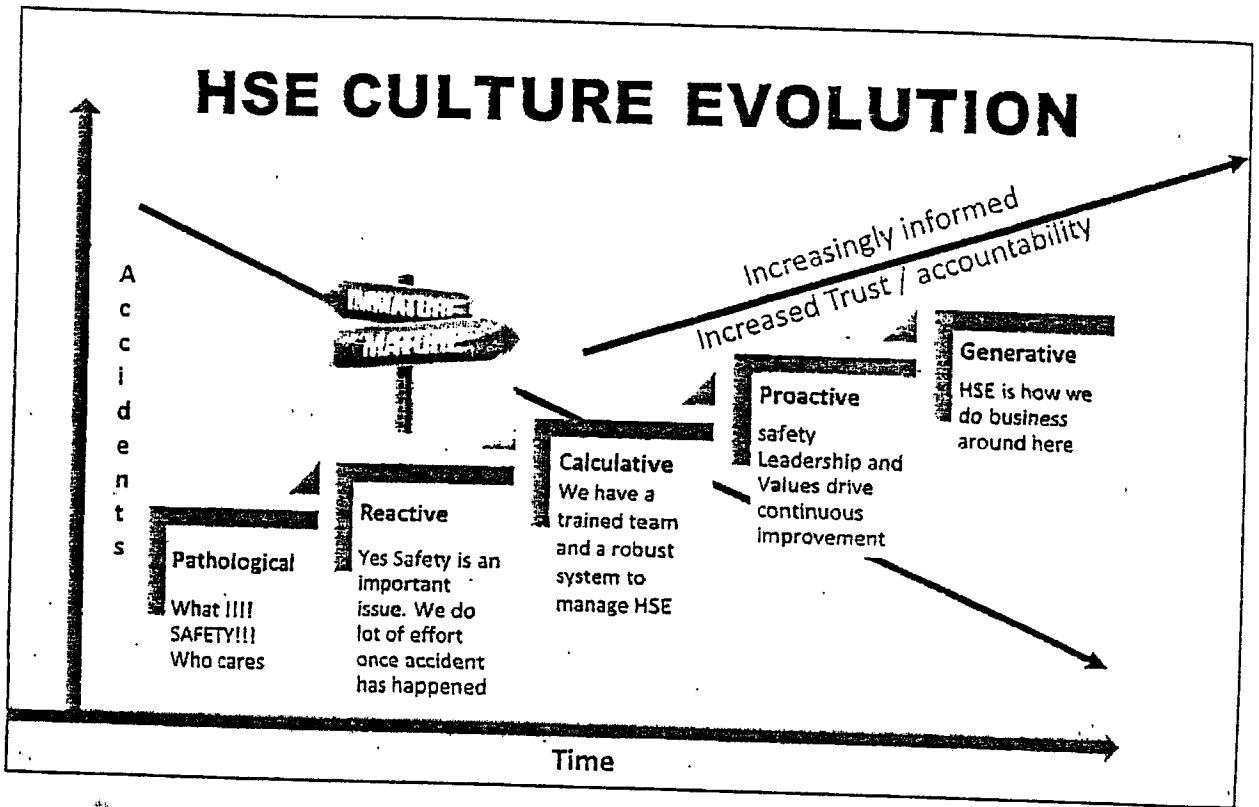 HSE CULTURE EVOLUTION
Accidents
IMMATURE
MATURE
Increasingly informed
Increased Trust / accountability
Pathological
What !!!!
SAFETY!!!
Who cares
Reactive
Yes Safety is an
important
issue. We do
lot of effort
once accident
has happened
Calculative
We have a
trained team
and a robust
system to
manage HSE
Proactive
safety
Leadership and
Values drive
continuous
improvement
Generative
HSE is how we
do business
around here
Time